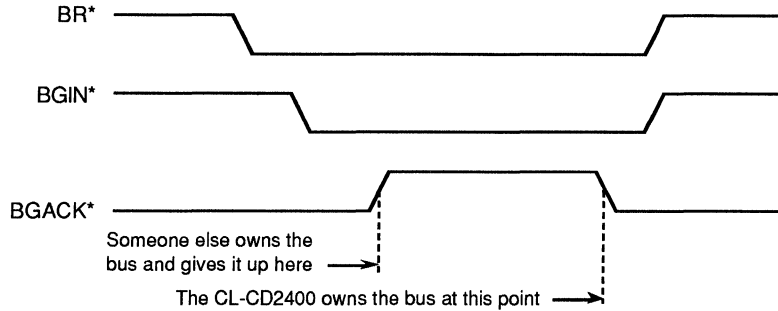 BR*
BGIN*
BGACK*
Someone else owns the
bus and gives it up here
The CL-CD2400 owns the bus at this point